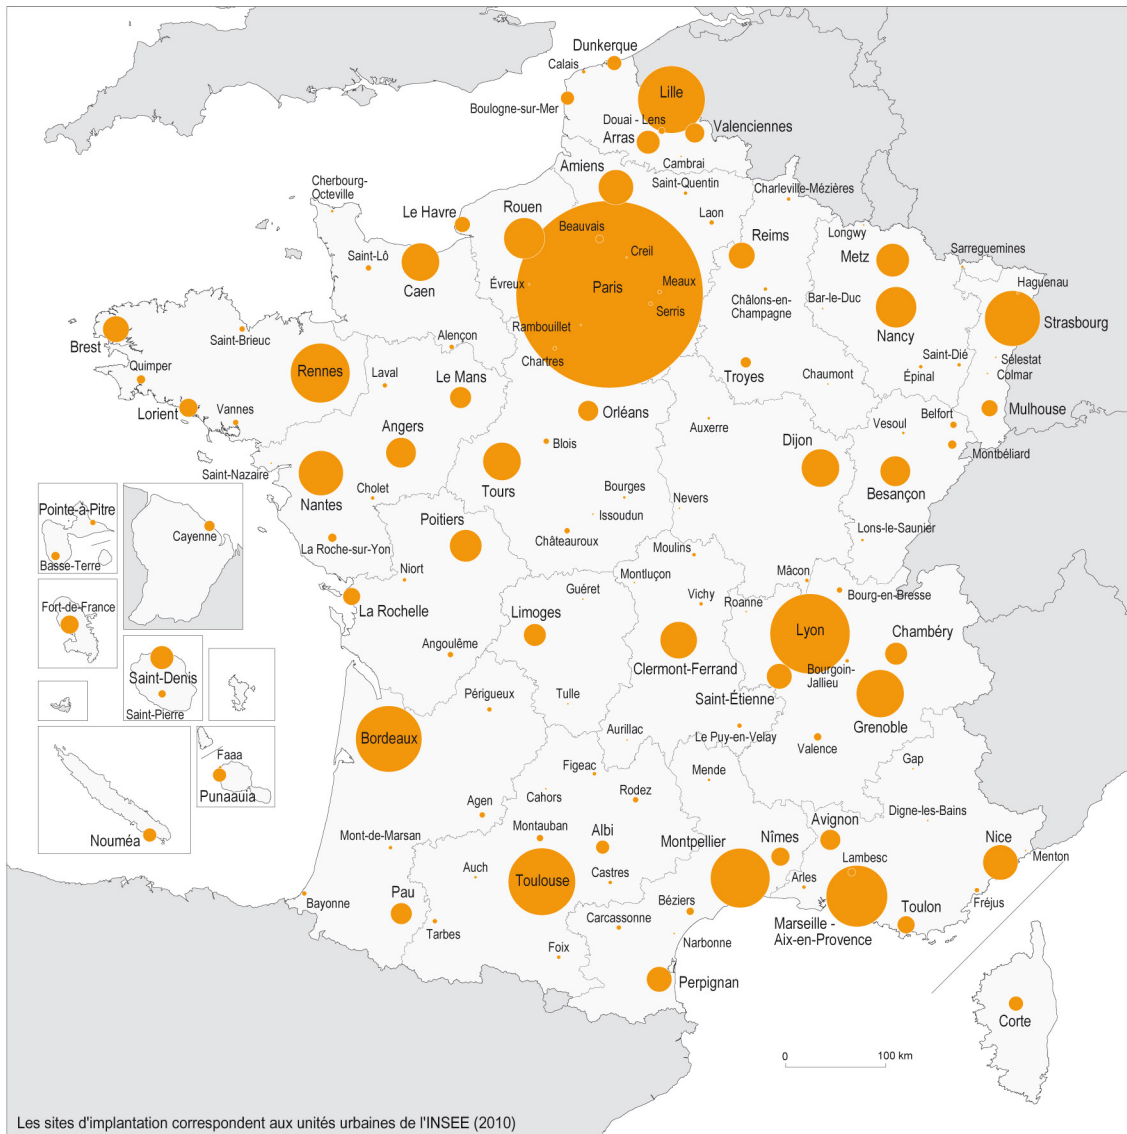 Dunkerque
Calais
Lille
Boulogne-sur-Mer
Douai - Lens
Valenciennes
Arras
Cambrai
Amiens
Saint-Quentin
Charleville-Mézières
Cherbourg-
Octeville
Le Havre
Rouen
Beauvais
Laon
Reims
Longwy
Metz
Sarreguemines
Saint-Lô
Caen
Creil
Évreux
Paris
Meaux
Serris
Châlons-en-
Champagne
Bar-le-Duc
Nancy
Haguenau
Strasbourg
Brest
Saint-Brieuc
Alençon
Rambouillet
Chartres
Troyes
Chaumont
Saint-Dié
Épinal
Sélestat
Colmar
Quimper
Rennes
Laval
Le Mans
Lorient
Vannes
Orléans
Auxerre
Vesoul
Belfort
Mulhouse
Montbéliard
Angers
Blois
Dijon
Besançon
Saint-Nazaire
Nantes
Cholet
Tours
Bourges
Nevers
Issoudun
Lons-le-Saunier
Pointe-à-Pitre
Basse-Terre
Cayenne
La Roche-sur-Yon
Poitiers
Châteauroux
Moulins
Niort
Montluçon
Mâcon
Bourg-en-Bresse
Fort-de-France
La Rochelle
Guéret
Limoges
Vichy
Roanne
Lyon
Chambéry
Saint-Denis
Saint-Pierre
Angoulême
Clermont-Ferrand
Bourgoin-
Jallieu
Saint-Étienne
Grenoble
Périgueux
Tulle
Bordeaux
Aurillac
Le Puy-en-Velay
Valence
Faaa
Punaauia
Nouméa
Figeac
Mende
Gap
Cahors
Rodez
Agen
Digne-les-Bains
Mont-de-Marsan
Montauban
Albi
Montpellier
Nîmes
Avignon
Nice
Menton
Auch
Toulouse
Castres
Arles
Lambesc
Bayonne
Pau
Tarbes
Carcassonne
Béziers
Marseille -
Aix-en-Provence
Toulon
Fréjus
Foix
Narbonne
Perpignan
Corte
0 100 km
Les sites d'implantation correspondent aux unités urbaines de l'INSEE (2010)